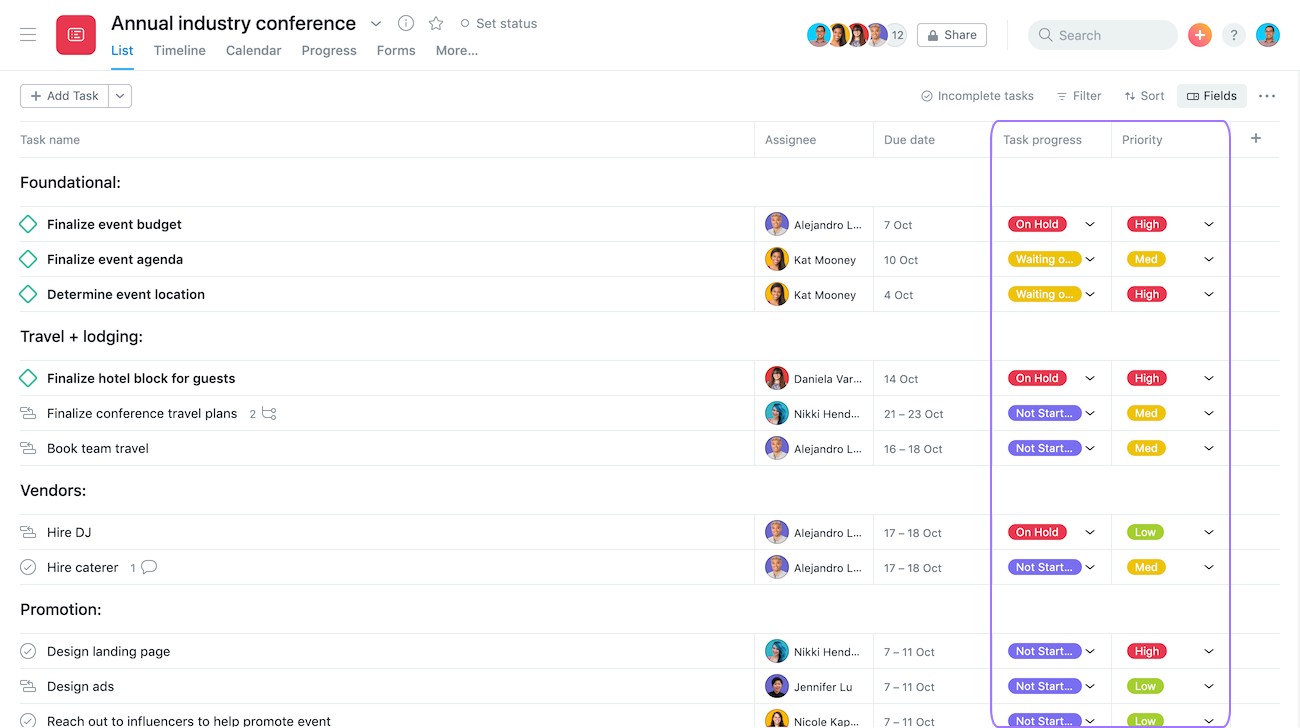 Annual industry conference Set status
List Timeline Calendar Progress Forms More...
12 Share Search + ?
+ Add Task Incomplete tasks Filter Sort Fields ...
Task name Assignee Due date Task progress Priority +
Foundational:
Finalize event budget Alejandro L... 7 Oct On Hold High
Finalize event agenda Kat Mooney 10 Oct Waiting o... Med
Determine event location Kat Mooney 4 Oct Waiting o... High
Travel + lodging:
Finalize hotel block for guests Daniela Var... 14 Oct On Hold High
Finalize conference travel plans 2 Nikki Hend... 21 – 23 Oct Not Start... Med
Book team travel Alejandro L... 16 – 18 Oct Not Start... Med
Vendors:
Hire DJ Alejandro L... 17 – 18 Oct On Hold Low
Hire caterer 1 Alejandro L... 17 – 18 Oct Not Start... Med
Promotion:
Design landing page Nikki Hend... 7 – 11 Oct Not Start... High
Design ads Jennifer Lu 7 – 11 Oct Not Start... Low
Reach out to influencers to help promote event Nicole Kap... 7 – 11 Oct Not Start... Low